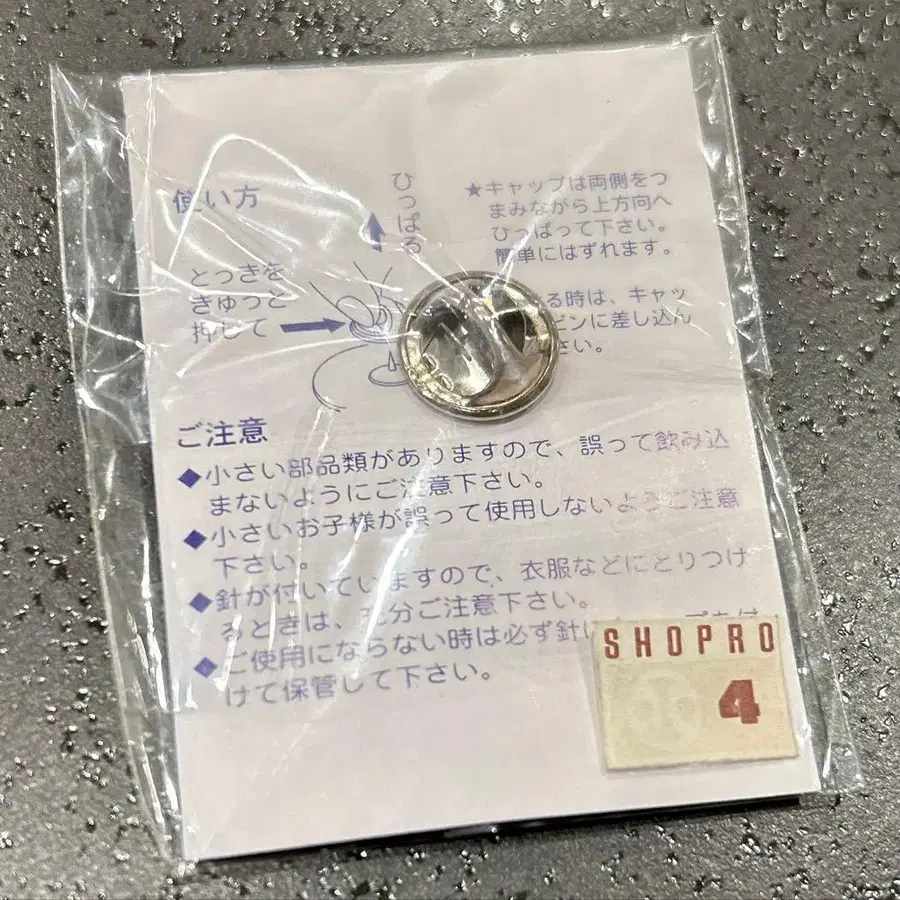 使い方
ひっぱる
とっきを
きゅっと
押して
★キャップは両側をつ
まみながら上方向へ
ひっぱって下さい。
簡単にはずれます。
る時は、キャッ
ピンに差し込ん
さい。
ご注意
◆小さい部品類がありますので、誤って飲み込
まないようにご注意下さい。
◆小さいお子様が誤って使用しないようご注意
下さい。
◆針が付いていますので、衣服などにとりつけ
るときは、充分ご注意下さい。
◆ご使用にならない時は必ず針に
けて保管して下さい。
SHOPRO
4